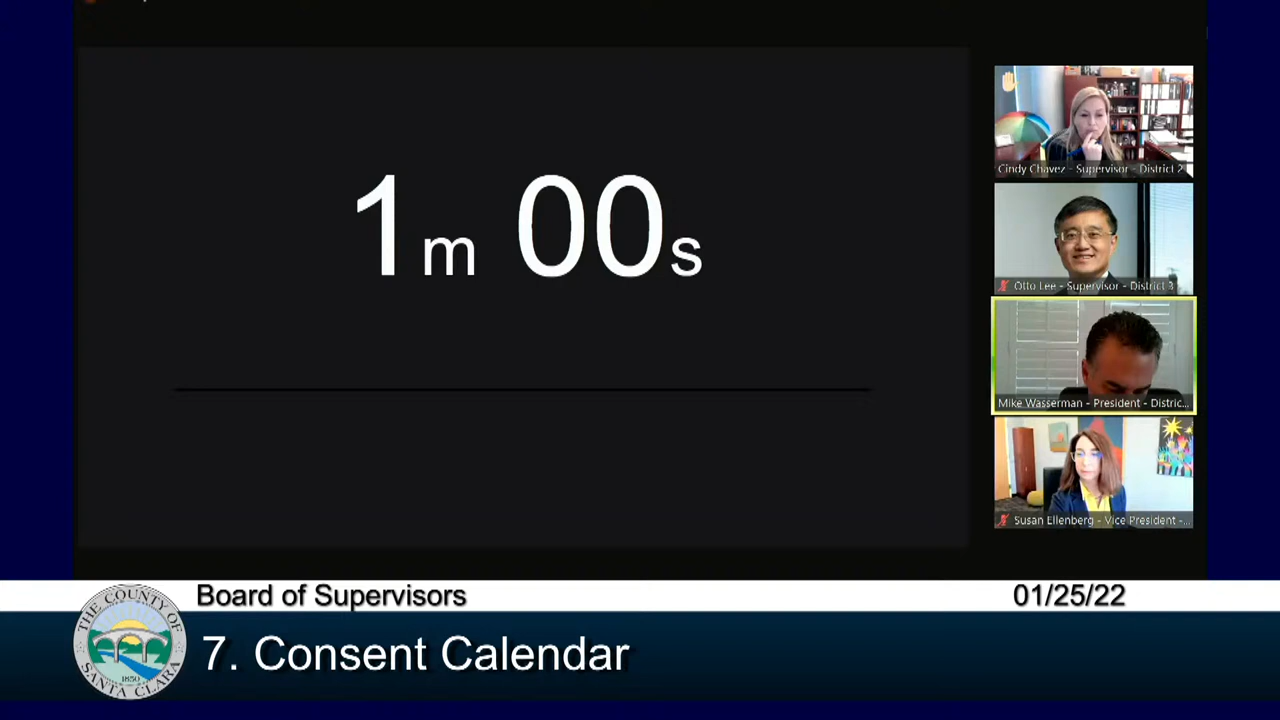 1m 00s
Cindy Chavez - Supervisor - District 2
Otto Lee - Supervisor - District 3
Mike Wasserman - President - Distric...
Susan Ellenberg - Vice President -...
Board of Supervisors
01/25/22
THE COUNTY OF
SANTA CLARA
1850
7. Consent Calendar